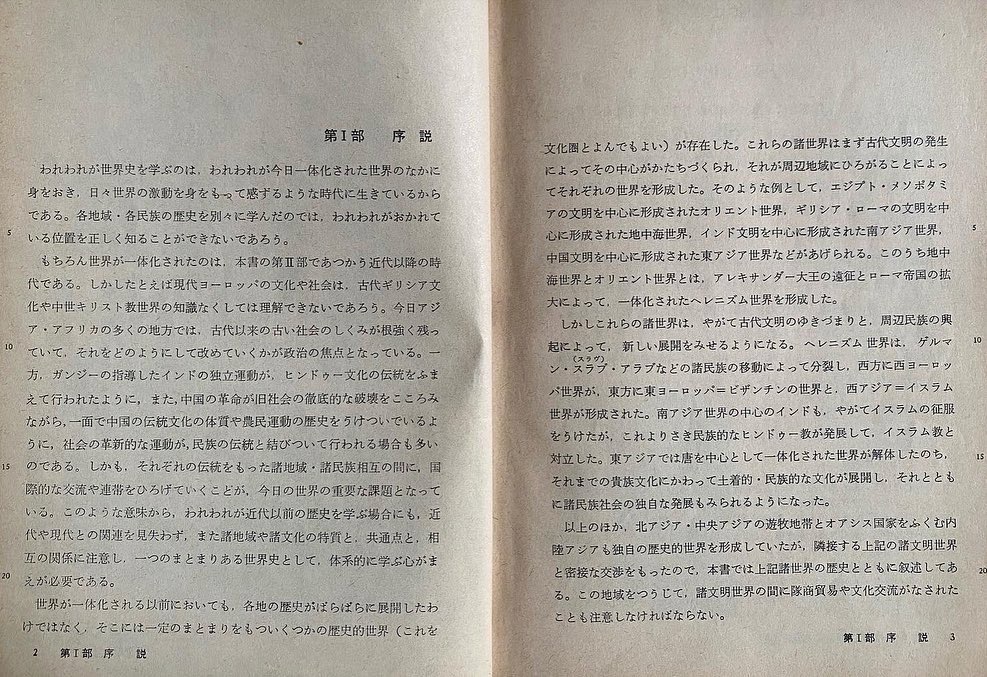 第Ⅰ部　序　説
われわれが世界史を学ぶのは，われわれが今日一体化された世界のなかに
身をおき，日々世界の激動を身をもって感ずるような時代に生きているから
である。各地域・各民族の歴史を別々に学んだのでは，われわれがおかれて
5
いる位置を正しく知ることができないであろう。
もちろん世界が一体化されたのは，本書の第Ⅱ部であつかう近代以降の時
代である。しかしたとえば現代ヨーロッパの文化や社会は，古代ギリシア文
化や中世キリスト教世界の知識なくしては理解できないであろう。今日アジ
ア・アフリカの多くの地方では，古代以来の古い社会のしくみが根強く残っ
10
ていて，それをどのようにして改めていくかが政治の焦点となっている。一
方，ガンジーの指導したインドの独立運動が，ヒンドゥー文化の伝統をふま
えて行われたように，また，中国の革命が旧社会の徹底的な破壊をこころみ
ながら，一面で中国の伝統文化の体質や農民運動の歴史をうけついでいるよ
うに，社会の革新的な運動が，民族の伝統と結びついて行われる場合も多い
15
のである。しかも，それぞれの伝統をもった諸地域・諸民族相互の間に，国
際的な交流や連帯をひろげていくことが，今日の世界の重要な課題となって
いる。このような意味から，われわれが近代以前の歴史を学ぶ場合にも，近
代や現代との関連を見失わず，また諸地域や諸文化の特質と，共通点と，相
互の関係に注意し，一つのまとまりある世界史として，体系的に学ぶ心がま
20
えが必要である。
世界が一体化される以前においても，各地の歴史がばらばらに展開したわ
けではなく，そこには一定のまとまりをもついくつかの歴史的世界（これを
2　第Ⅰ部　序　説
文化圏とよんでもよい）が存在した。これらの諸世界はまず古代文明の発生
によってその中心がかたちづくられ，それが周辺地域にひろがることによっ
てそれぞれの世界を形成した。そのような例として，エジプト・メソポタミ
アの文明を中心に形成されたオリエント世界，ギリシア・ローマの文明を中
5
心に形成された地中海世界，インド文明を中心に形成された南アジア世界，
中国文明を中心に形成された東アジア世界などがあげられる。このうち地中
海世界とオリエント世界とは，アレキサンダー大王の遠征とローマ帝国の拡
大によって，一体化されたヘレニズム世界を形成した。
しかしこれらの諸世界は，やがて古代文明のゆきづまりと，周辺民族の興
10
起によって，新しい展開をみせるようになる。ヘレニズム世界は，ゲルマ
（スラヴ）
ン・スラブ・アラブなどの諸民族の移動によって分裂し，西方に西ヨーロッ
パ世界が，東方に東ヨーロッパ＝ビザンチンの世界と，西アジア＝イスラム
世界が形成された。南アジア世界の中心のインドも，やがてイスラムの征服
をうけたが，これよりさき民族的なヒンドゥー教が発展して，イスラム教と
15
対立した。東アジアでは唐を中心として一体化された世界が解体したのち，
それまでの貴族文化にかわって土着的・民族的な文化が展開し，それととも
に諸民族社会の独自な発展もみられるようになった。
以上のほか，北アジア・中央アジアの遊牧地帯とオアシス国家をふくむ内
陸アジアも独自の歴史的世界を形成していたが，隣接する上記の諸文明世界
20
と密接な交渉をもったので，本書では上記諸世界の歴史とともに叙述してあ
る。この地域をつうじて，諸文明世界の間に隊商貿易や文化交流がなされた
ことも注意しなければならない。
第Ⅰ部　序　説　3